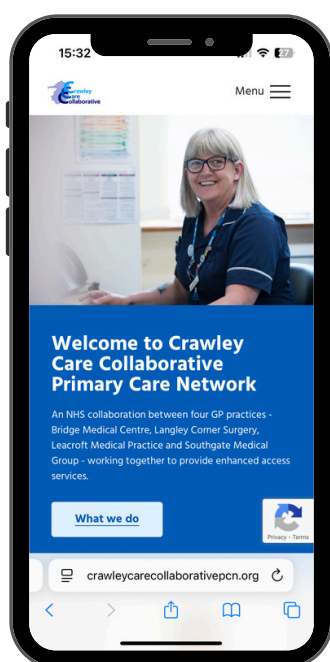 15:32
27
Crawley
Care
Collaborative
Menu
Welcome to Crawley
Care Collaborative
Primary Care Network
An NHS collaboration between four GP practices -
Bridge Medical Centre, Langley Corner Surgery,
Leacroft Medical Practice and Southgate Medical
Group - working together to provide enhanced access
services.
What we do
Privacy - Terms
crawleycarecollaborativepcn.org